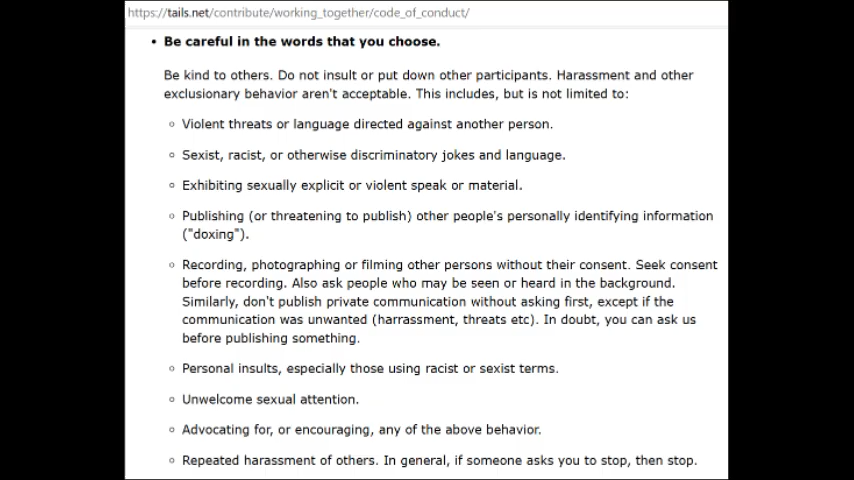 https://tails.net/contribute/working_together/code_of_conduct/
• Be careful in the words that you choose.
Be kind to others. Do not insult or put down other participants. Harassment and other
exclusionary behavior aren't acceptable. This includes, but is not limited to:
◦ Violent threats or language directed against another person.
◦ Sexist, racist, or otherwise discriminatory jokes and language.
◦ Exhibiting sexually explicit or violent speak or material.
◦ Publishing (or threatening to publish) other people's personally identifying information
("doxing").
◦ Recording, photographing or filming other persons without their consent. Seek consent
before recording. Also ask people who may be seen or heard in the background.
Similarly, don't publish private communication without asking first, except if the
communication was unwanted (harrassment, threats etc). In doubt, you can ask us
before publishing something.
◦ Personal insults, especially those using racist or sexist terms.
◦ Unwelcome sexual attention.
◦ Advocating for, or encouraging, any of the above behavior.
◦ Repeated harassment of others. In general, if someone asks you to stop, then stop.